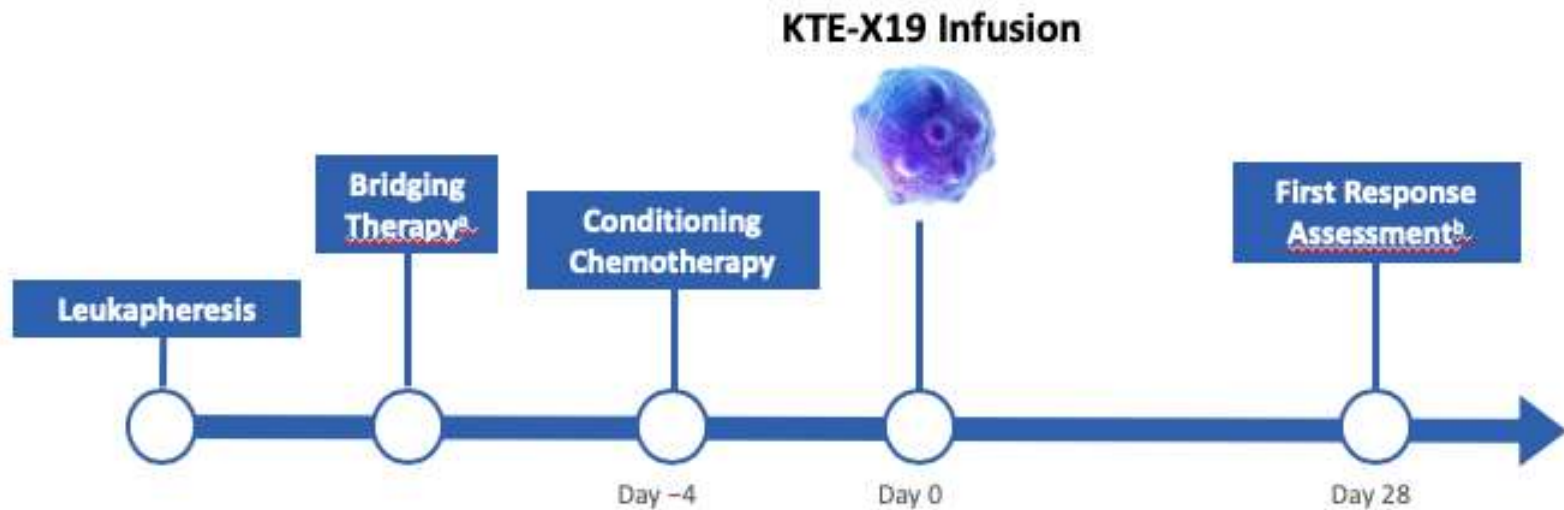 KTE-X19 Infusion
Leukapheresis
Bridging
Therapyᵃ
Conditioning
Chemotherapy
First Response
Assessmentᵇ
Day −4
Day 0
Day 28